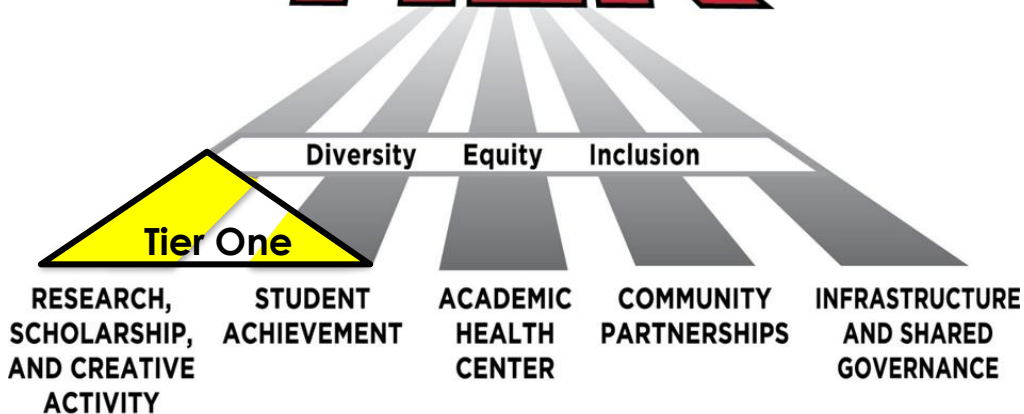 Diversity Equity Inclusion
Tier One
RESEARCH,
SCHOLARSHIP,
AND CREATIVE
ACTIVITY
STUDENT
ACHIEVEMENT
ACADEMIC
HEALTH
CENTER
COMMUNITY
PARTNERSHIPS
INFRASTRUCTURE
AND SHARED
GOVERNANCE